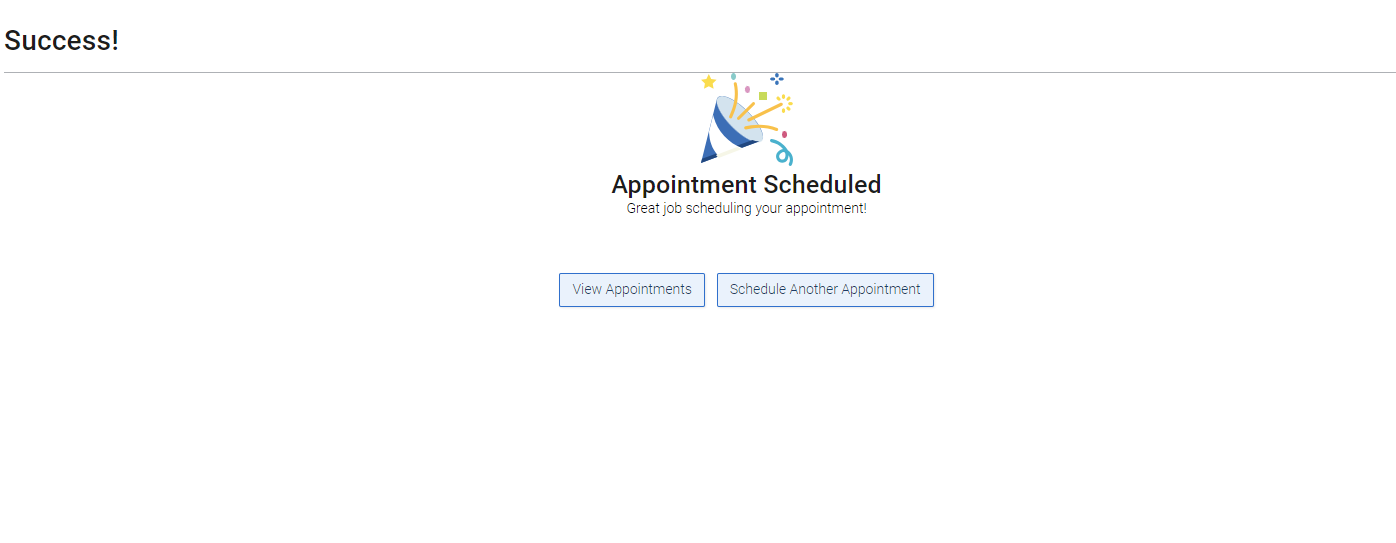 Success!
Appointment Scheduled
Great job scheduling your appointment!
View Appointments
Schedule Another Appointment